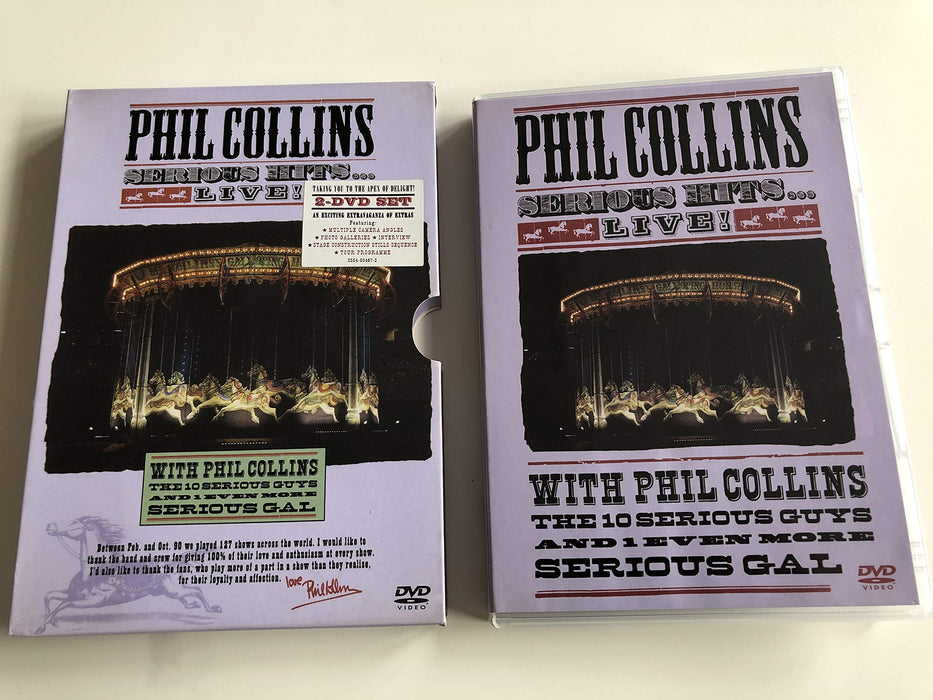 PHIL COLLINS
SERIOUS HITS...
LIVE!
TAKING YOU TO THE APEX OF DELIGHT!
2-DVD SET
AN EXCITING EXTRAVAGANZA OF EXTRAS
Featuring:
★ MULTIPLE CAMERA ANGLES
★ PHOTO GALLERIES ★ INTERVIEW
★ STAGE CONSTRUCTION STILLS SEQUENCE
★ TOUR PROGRAMME
2564-60487-2
WITH PHIL COLLINS
THE 10 SERIOUS GUYS
AND 1 EVEN MORE
SERIOUS GAL
Between Feb. and Oct. 90 we played 127 shows across the world. I would like to
thank the band and crew for giving 100% of their love and enthusiasm at every show.
I'd also like to thank the fans, who play more of a part in a show than they realise,
for their loyalty and affection.
love Phil Collins
DVD
VIDEO
PHIL COLLINS
SERIOUS HITS...
LIVE!
WITH PHIL COLLINS
THE 10 SERIOUS GUYS
AND 1 EVEN MORE
SERIOUS GAL
DVD
VIDEO